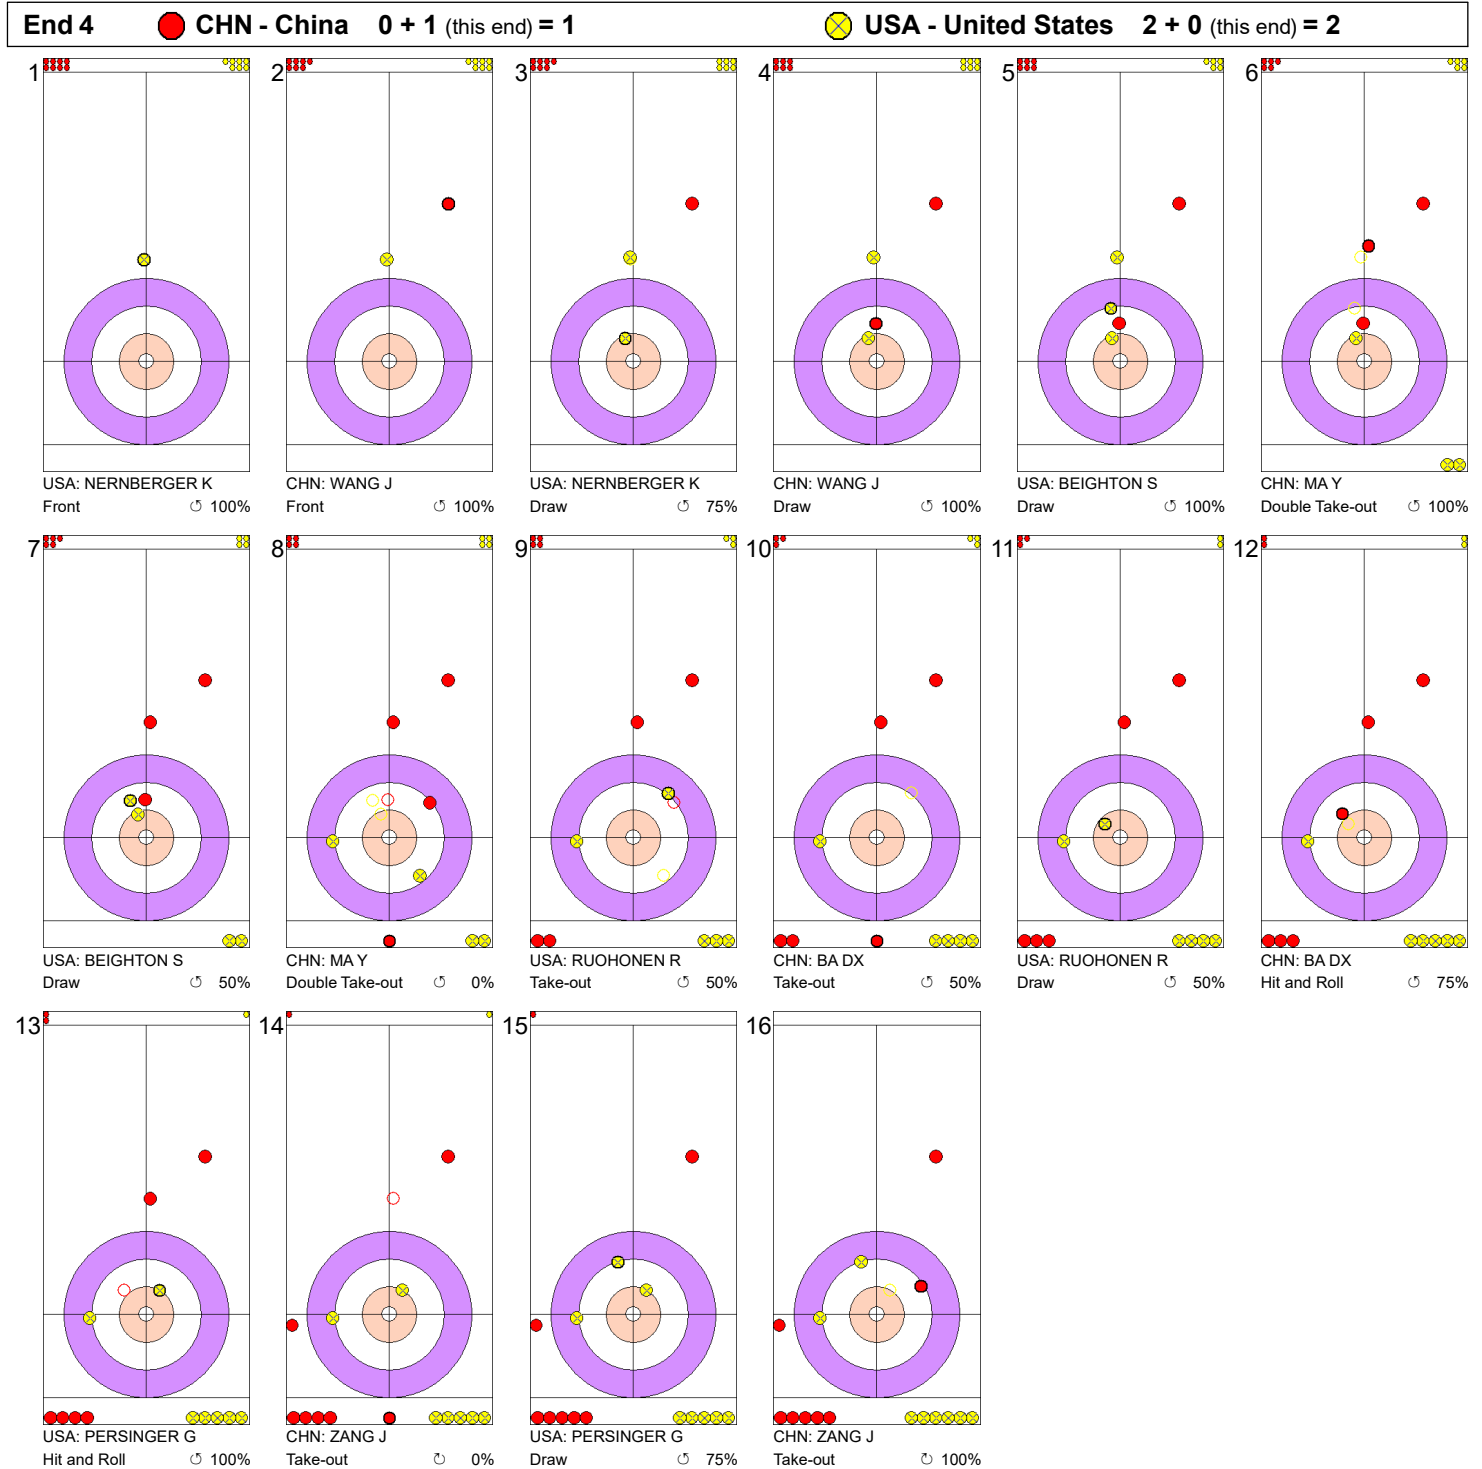 End 4 CHN - China 0 + 1 (this end) = 1 USA - United States 2 + 0 (this end) = 2
1 2 3 4 5 6
USA: NERNBERGER K CHN: WANG J USA: NERNBERGER K CHN: WANG J USA: BEIGHTON S CHN: MA Y
Front ↺ 100% Front ↺ 100% Draw ↺ 75% Draw ↺ 100% Draw ↺ 100% Double Take-out ↺ 100%
7 8 9 10 11 12
USA: BEIGHTON S CHN: MA Y USA: RUOHONEN R CHN: BA DX USA: RUOHONEN R CHN: BA DX
Draw ↺ 50% Double Take-out ↺ 0% Take-out ↺ 50% Take-out ↺ 50% Draw ↺ 50% Hit and Roll ↺ 75%
13 14 15 16
USA: PERSINGER G CHN: ZANG J USA: PERSINGER G CHN: ZANG J
Hit and Roll ↺ 100% Take-out ↻ 0% Draw ↺ 75% Take-out ↻ 100%